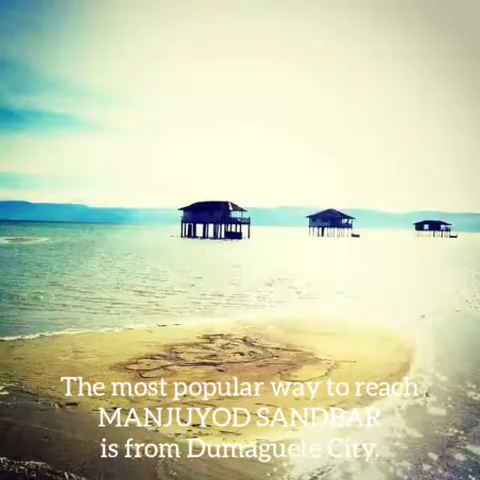 The most popular way to reach
MANJUYOD SANDBAR
is from Dumaguete City.